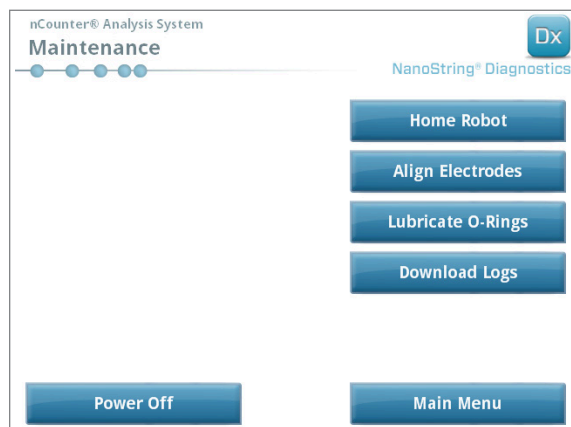 nCounter® Analysis System
Maintenance
Dx
NanoString® Diagnostics
Home Robot
Align Electrodes
Lubricate O-Rings
Download Logs
Power Off
Main Menu